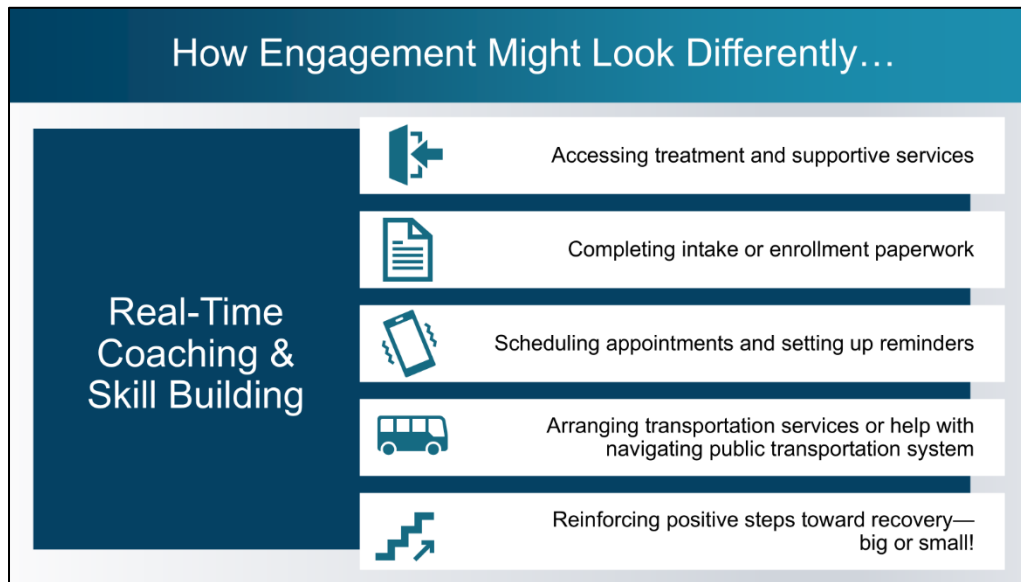 How Engagement Might Look Differently…
Real-Time
Coaching &
Skill Building
Accessing treatment and supportive services
Completing intake or enrollment paperwork
Scheduling appointments and setting up reminders
Arranging transportation services or help with
navigating public transportation system
Reinforcing positive steps toward recovery—
big or small!